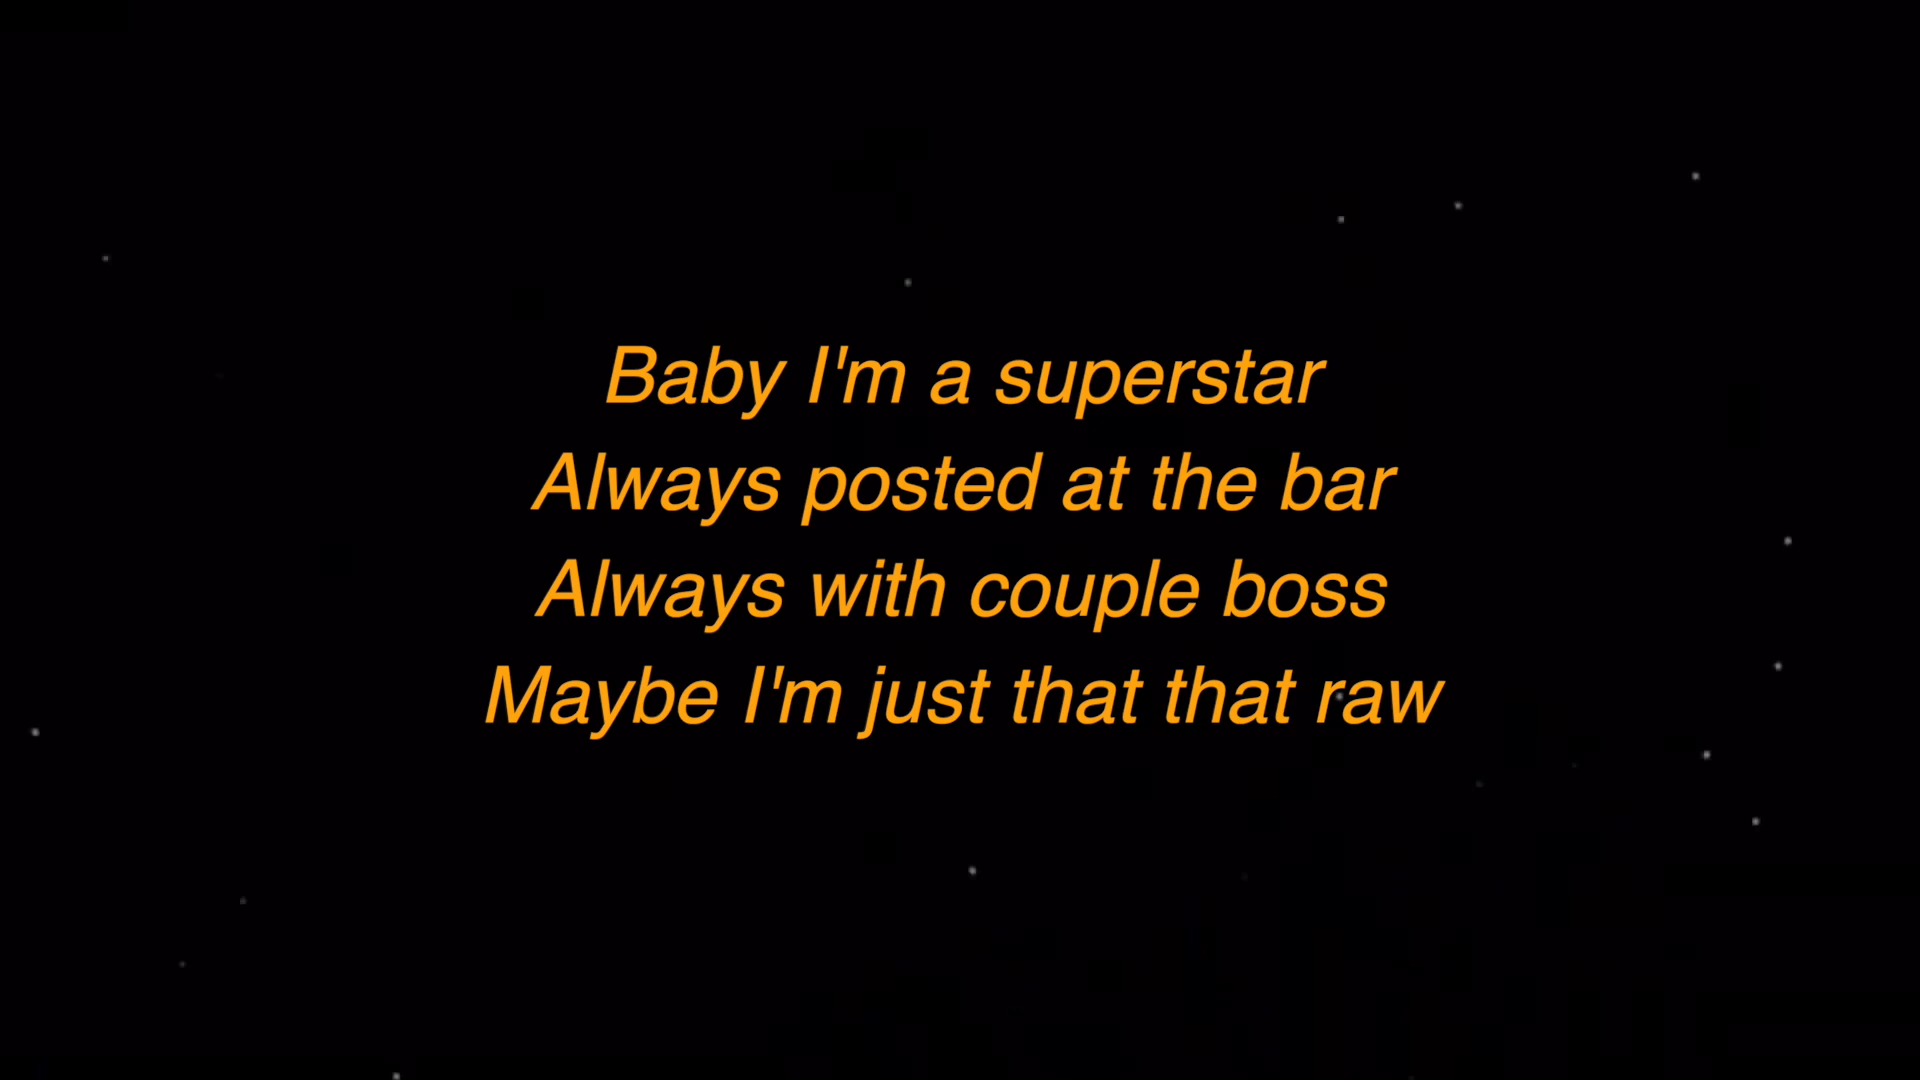 Baby I'm a superstar
Always posted at the bar
Always with couple boss
Maybe I'm just that that raw